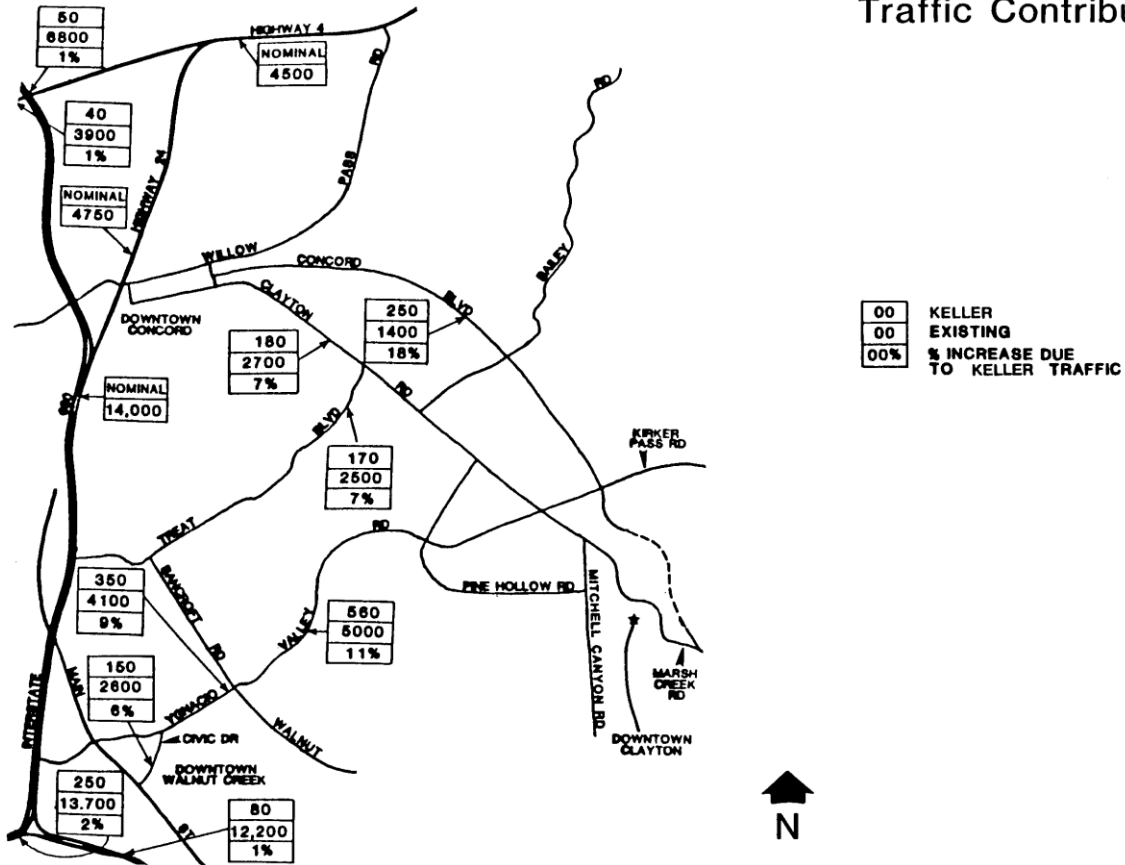 Traffic Contribu
50
6800
1%
HIGHWAY 4
NOMINAL
4500
RD
RD
40
3900
1%
HIGHWAY 24
PASS
NOMINAL
4750
WILLOW
CONCORD
BLVD
BAILEY
CLAYTON
RD
DOWNTOWN
CONCORD
250
1400
18%
180
2700
7%
00 KELLER
00 EXISTING
00% % INCREASE DUE
TO KELLER TRAFFIC
NOMINAL
14,000
680
BLVD
KIRKER
PASS RD
170
2500
7%
TREAT
RD
BANCROFT
RD
350
4100
9%
PINE HOLLOW RD
MITCHELL CANYON RD
560
5000
11%
VALLEY
150
2600
6%
MAIN
YGNACIO
WALNUT
MARSH
CREEK
RD
INTERSTATE
CIVIC DR
DOWNTOWN
WALNUT CREEK
DOWNTOWN
CLAYTON
250
13.700
2%
80
12,200
1%
N